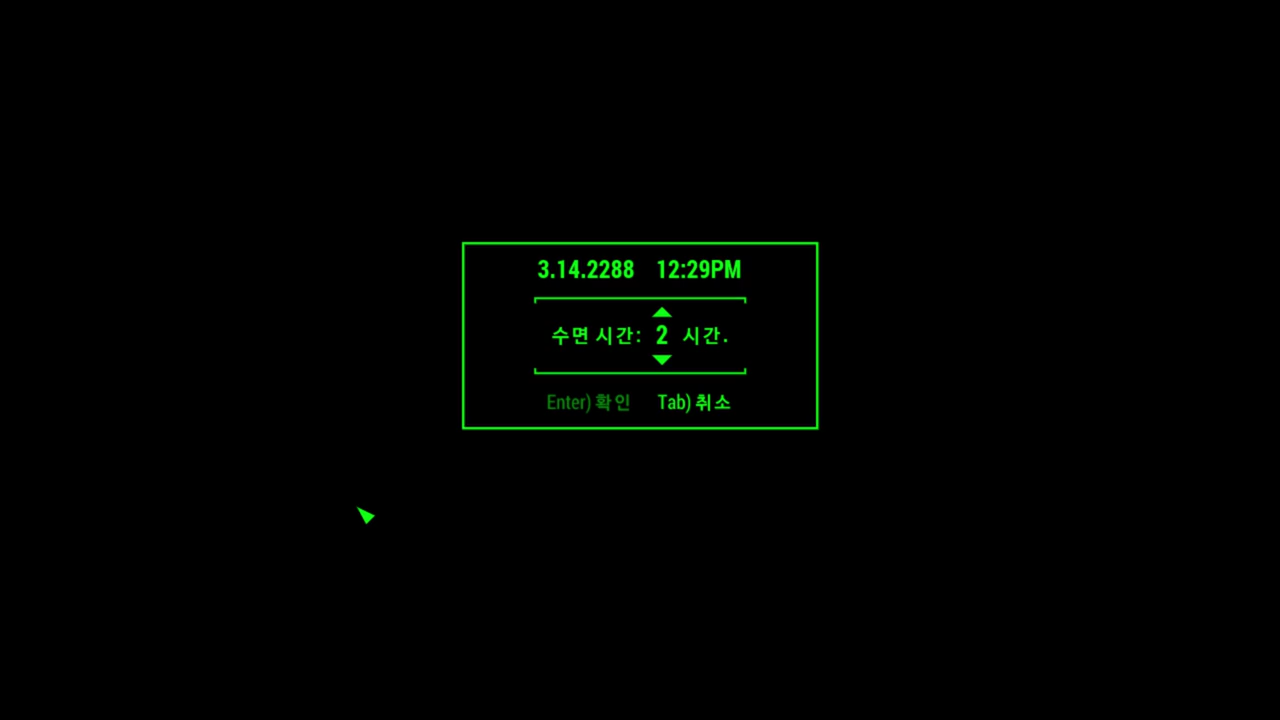 3.14.2288 12:29PM
수면 시간: 2 시간.
Enter) 확인 Tab) 취소